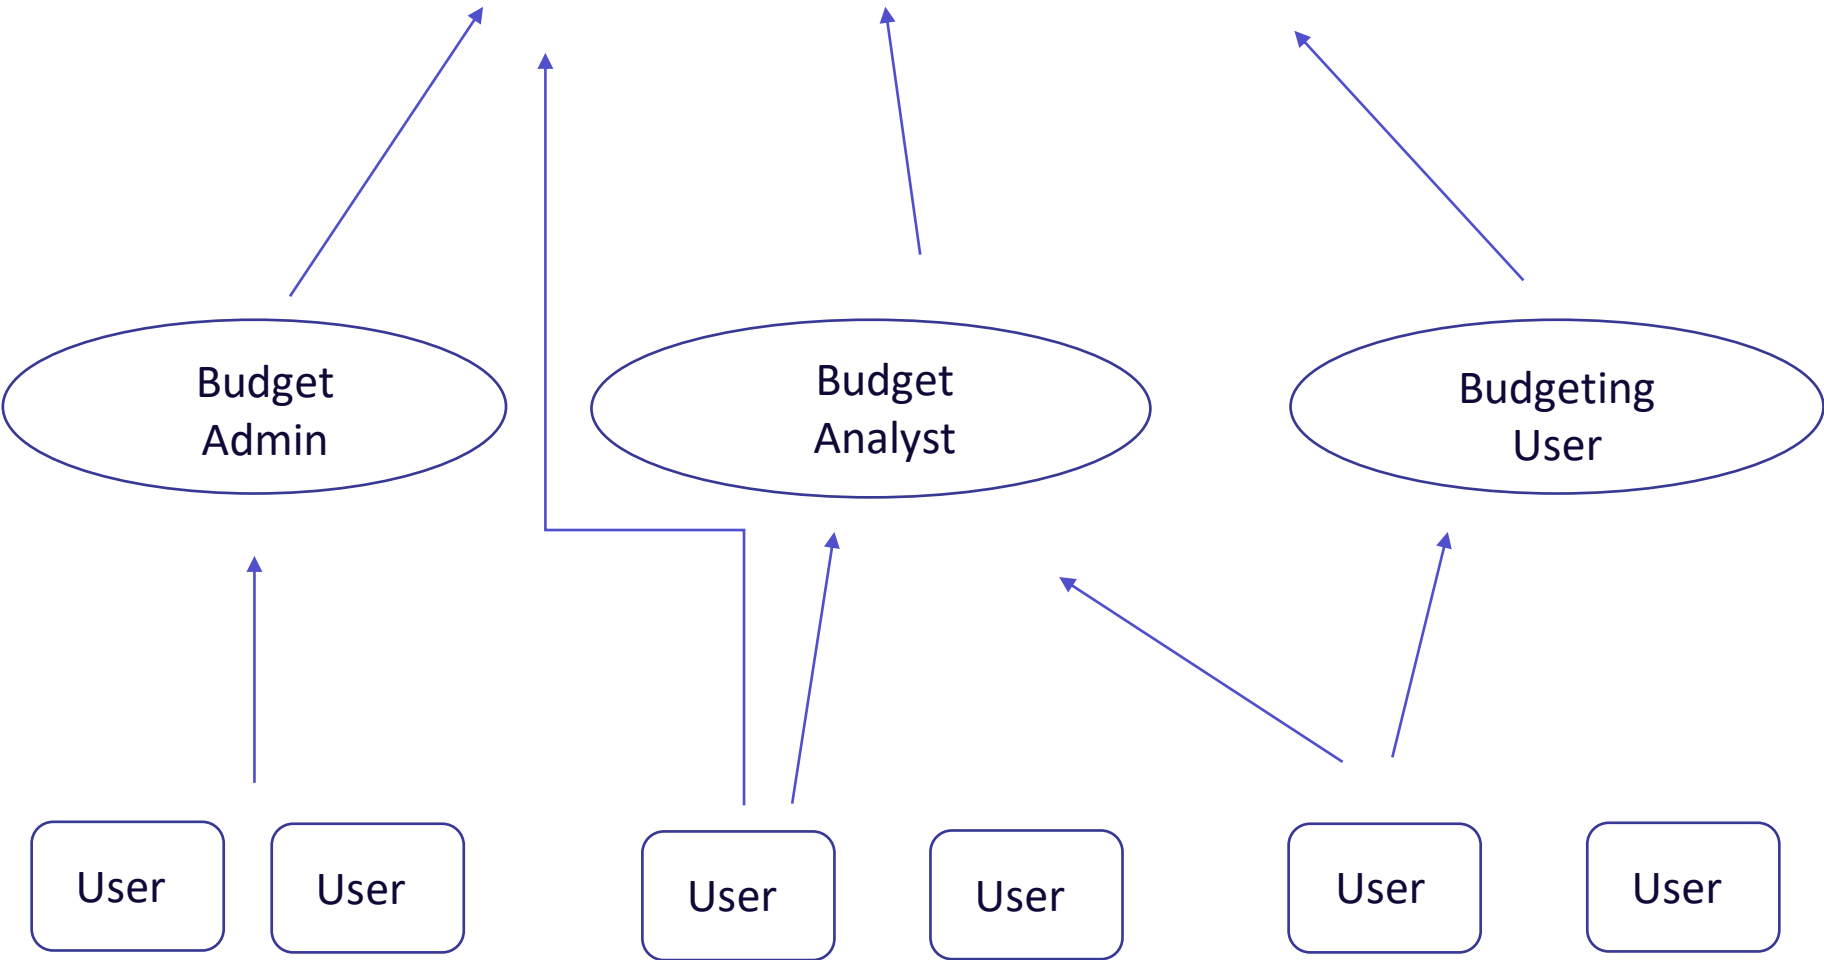 Budget
Admin
Budget
Analyst
Budgeting
User
User
User
User
User
User
User